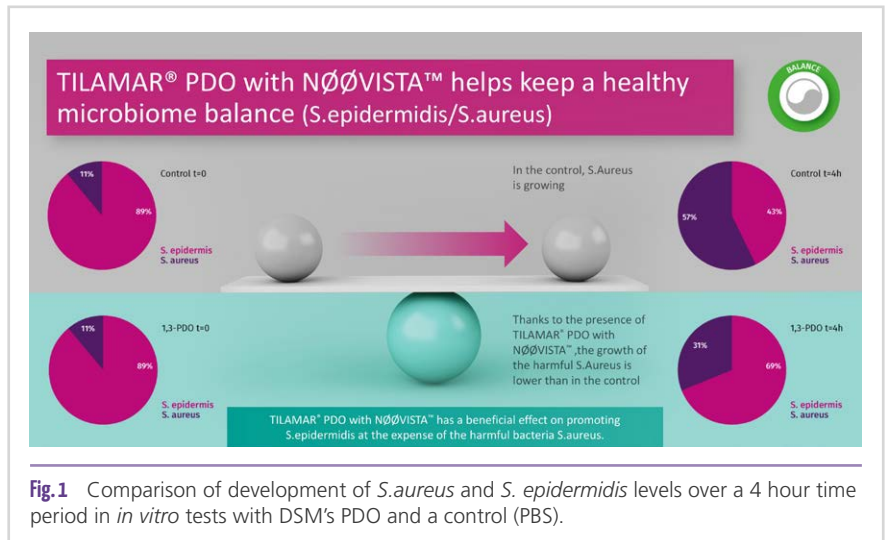 TILAMAR® PDO with NØØVISTA™ helps keep a healthy
microbiome balance (S.epidermidis/S.aureus)
BALANCE
11%
89%
Control t=0
S. epidermis
S. aureus
In the control, S.Aureus
is growing
57%
43%
Control t=4h
S. epidermis
S. aureus
11%
89%
1,3-PDO t=0
S. epidermis
S. aureus
Thanks to the presence of
TILAMAR® PDO with
NØØVISTA™ ,the growth of
the harmful S.Aureus is
lower than in the control
31%
69%
1,3-PDO t=4h
S. epidermis
S. aureus
TILAMAR® PDO with NØØVISTA™ has a beneficial effect on promoting
S.epidermidis at the expense of the harmful bacteria S.aureus.
Fig.1 Comparison of development of S.aureus and S. epidermidis levels over a 4 hour time
period in in vitro tests with DSM’s PDO and a control (PBS).